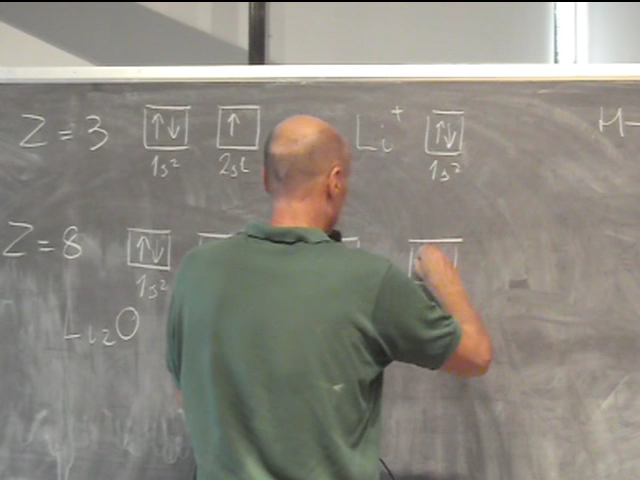 Z = 3 ↑↓ ↑ Li⁺ ↑↓ H-
1s² 2s¹ 1s²
Z = 8 ↑↓
1s²
Li₂O